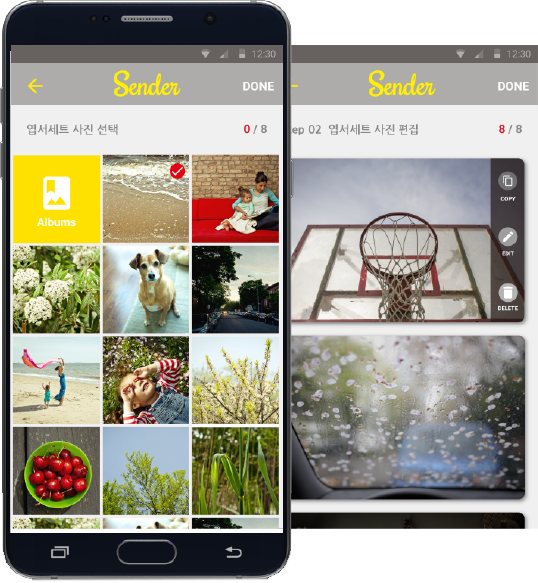 12:30
Sender
DONE
엽서세트 사진 선택
0 / 8
Albums
12:30
Sender
DONE
ep 02 엽서세트 사진 편집
8 / 8
COPY
EDIT
DELETE